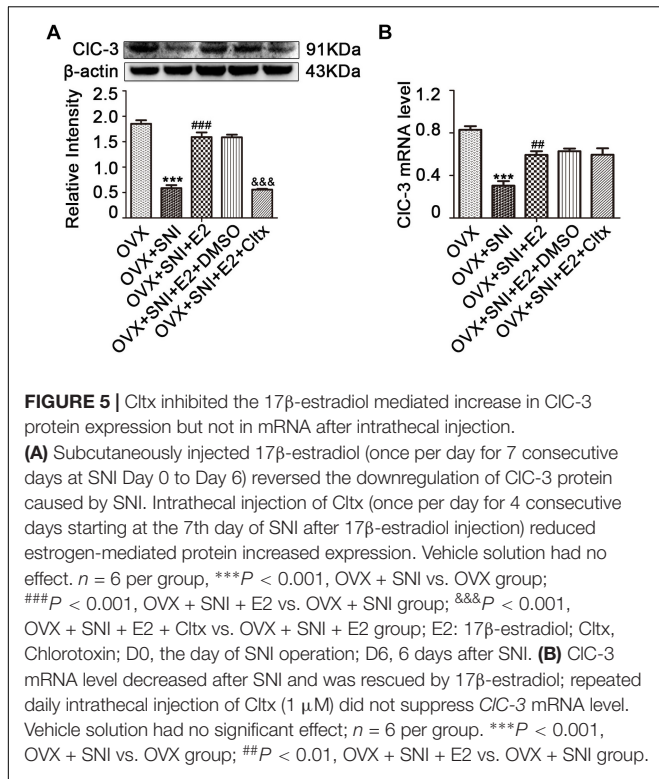 A
B
ClC-3 91KDa
β-actin 43KDa
Relative Intensity
2.0
1.5
1.0
0.5
0
***
###
&&&
OVX
OVX+SNI
OVX+SNI+E2
OVX+SNI+E2+DMSO
OVX+SNI+E2+Cltx
ClC-3 mRNA level
1.2
0.8
0.4
0
***
##
OVX
OVX+SNI
OVX+SNI+E2
OVX+SNI+E2+DMSO
OVX+SNI+E2+Cltx
FIGURE 5 | Cltx inhibited the 17β-estradiol mediated increase in ClC-3
protein expression but not in mRNA after intrathecal injection.
(A) Subcutaneously injected 17β-estradiol (once per day for 7 consecutive
days at SNI Day 0 to Day 6) reversed the downregulation of ClC-3 protein
caused by SNI. Intrathecal injection of Cltx (once per day for 4 consecutive
days starting at the 7th day of SNI after 17β-estradiol injection) reduced
estrogen-mediated protein increased expression. Vehicle solution had no
effect. n = 6 per group, ***P < 0.001, OVX + SNI vs. OVX group;
###P < 0.001, OVX + SNI + E2 vs. OVX + SNI group; &&&P < 0.001,
OVX + SNI + E2 + Cltx vs. OVX + SNI + E2 group; E2: 17β-estradiol; Cltx,
Chlorotoxin; D0, the day of SNI operation; D6, 6 days after SNI. (B) ClC-3
mRNA level decreased after SNI and was rescued by 17β-estradiol; repeated
daily intrathecal injection of Cltx (1 μM) did not suppress ClC-3 mRNA level.
Vehicle solution had no significant effect; n = 6 per group. ***P < 0.001,
OVX + SNI vs. OVX group; ##P < 0.01, OVX + SNI + E2 vs. OVX + SNI group.